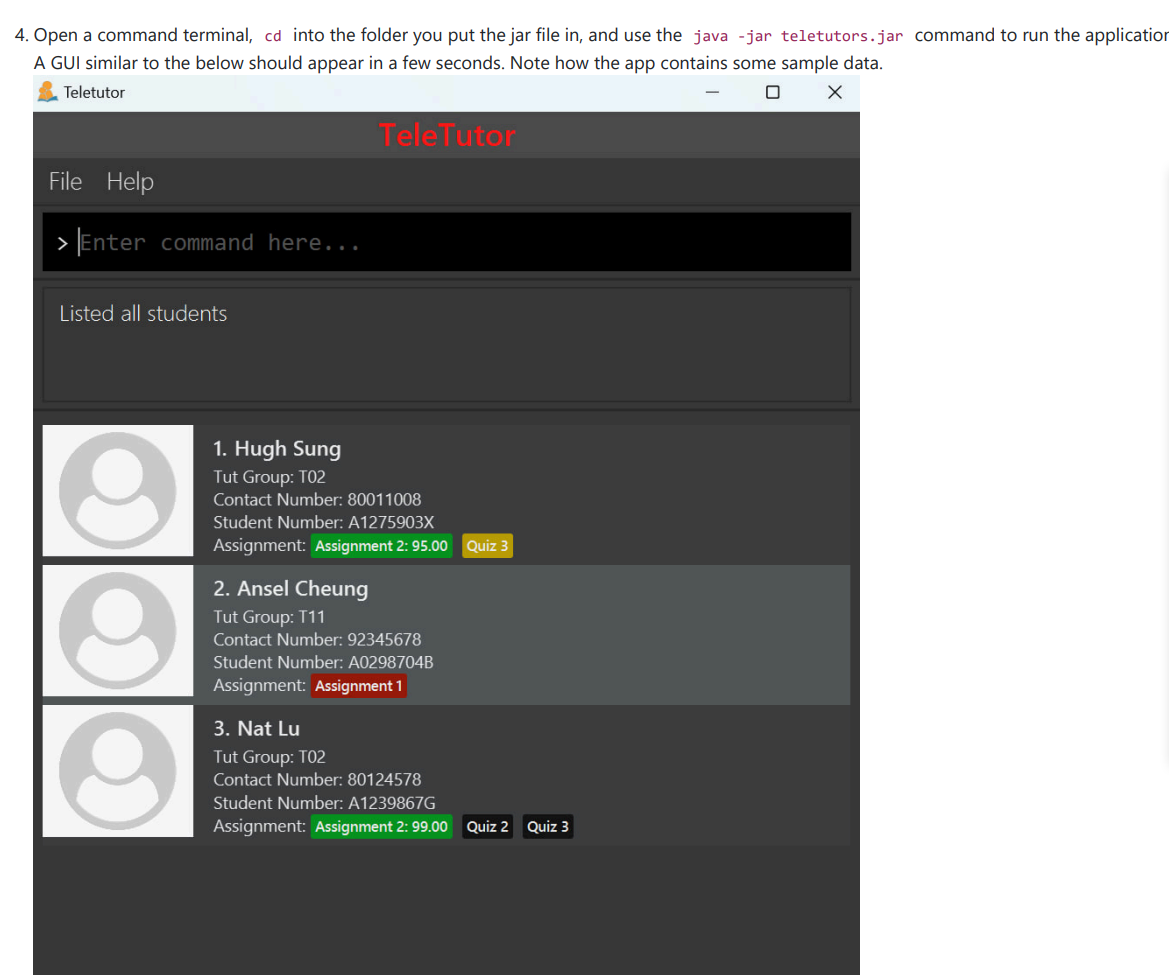 4. Open a command terminal, cd into the folder you put the jar file in, and use the java -jar teletutors.jar command to run the application
A GUI similar to the below should appear in a few seconds. Note how the app contains some sample data.
Teletutor
TeleTutor
File Help
> Enter command here...
Listed all students
1. Hugh Sung
Tut Group: T02
Contact Number: 80011008
Student Number: A1275903X
Assignment: Assignment 2: 95.00 Quiz 3
2. Ansel Cheung
Tut Group: T11
Contact Number: 92345678
Student Number: A0298704B
Assignment: Assignment 1
3. Nat Lu
Tut Group: T02
Contact Number: 80124578
Student Number: A1239867G
Assignment: Assignment 2: 99.00 Quiz 2 Quiz 3